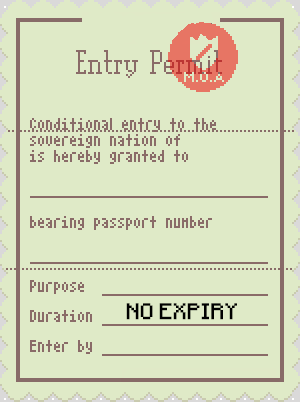 Entry Permit
M.O.A
Conditional entry to the
sovereign nation of
is hereby granted to
bearing passport number
Purpose
Duration NO EXPIRY
Enter by